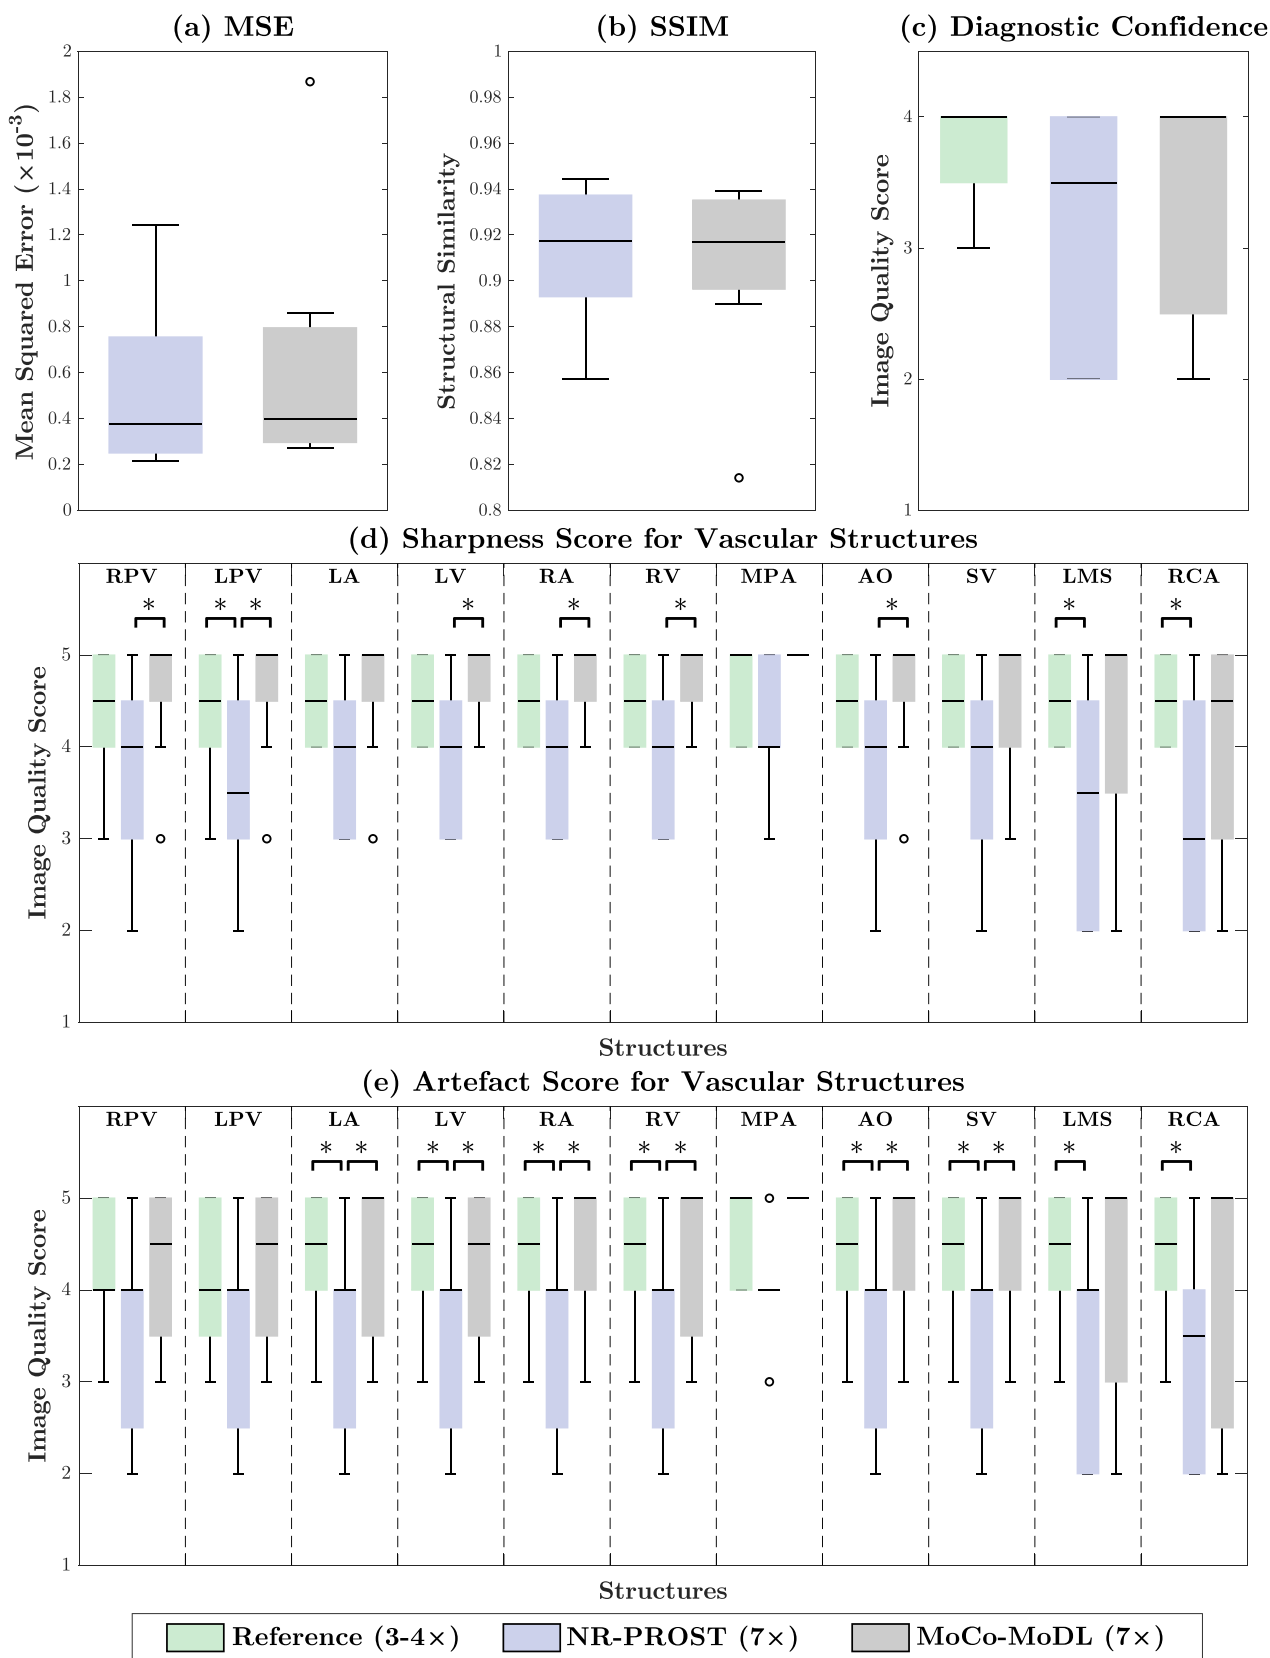 (a) MSE
(b) SSIM
(c) Diagnostic Confidence
Mean Squared Error (×10⁻³)
2
1.8
1.6
1.4
1.2
1
0.8
0.6
0.4
0.2
0
Structural Similarity
1
0.98
0.96
0.94
0.92
0.9
0.88
0.86
0.84
0.82
0.8
Image Quality Score
4
3
2
1
(d) Sharpness Score for Vascular Structures
RPV LPV LA LV RA RV MPA AO SV LMS RCA
* * * * * * * * *
Image Quality Score
5
4
3
2
1
Structures
(e) Artefact Score for Vascular Structures
RPV LPV LA LV RA RV MPA AO SV LMS RCA
* * * * * * * * * * * * * *
Image Quality Score
5
4
3
2
1
Structures
Reference (3-4×) NR-PROST (7×) MoCo-MoDL (7×)